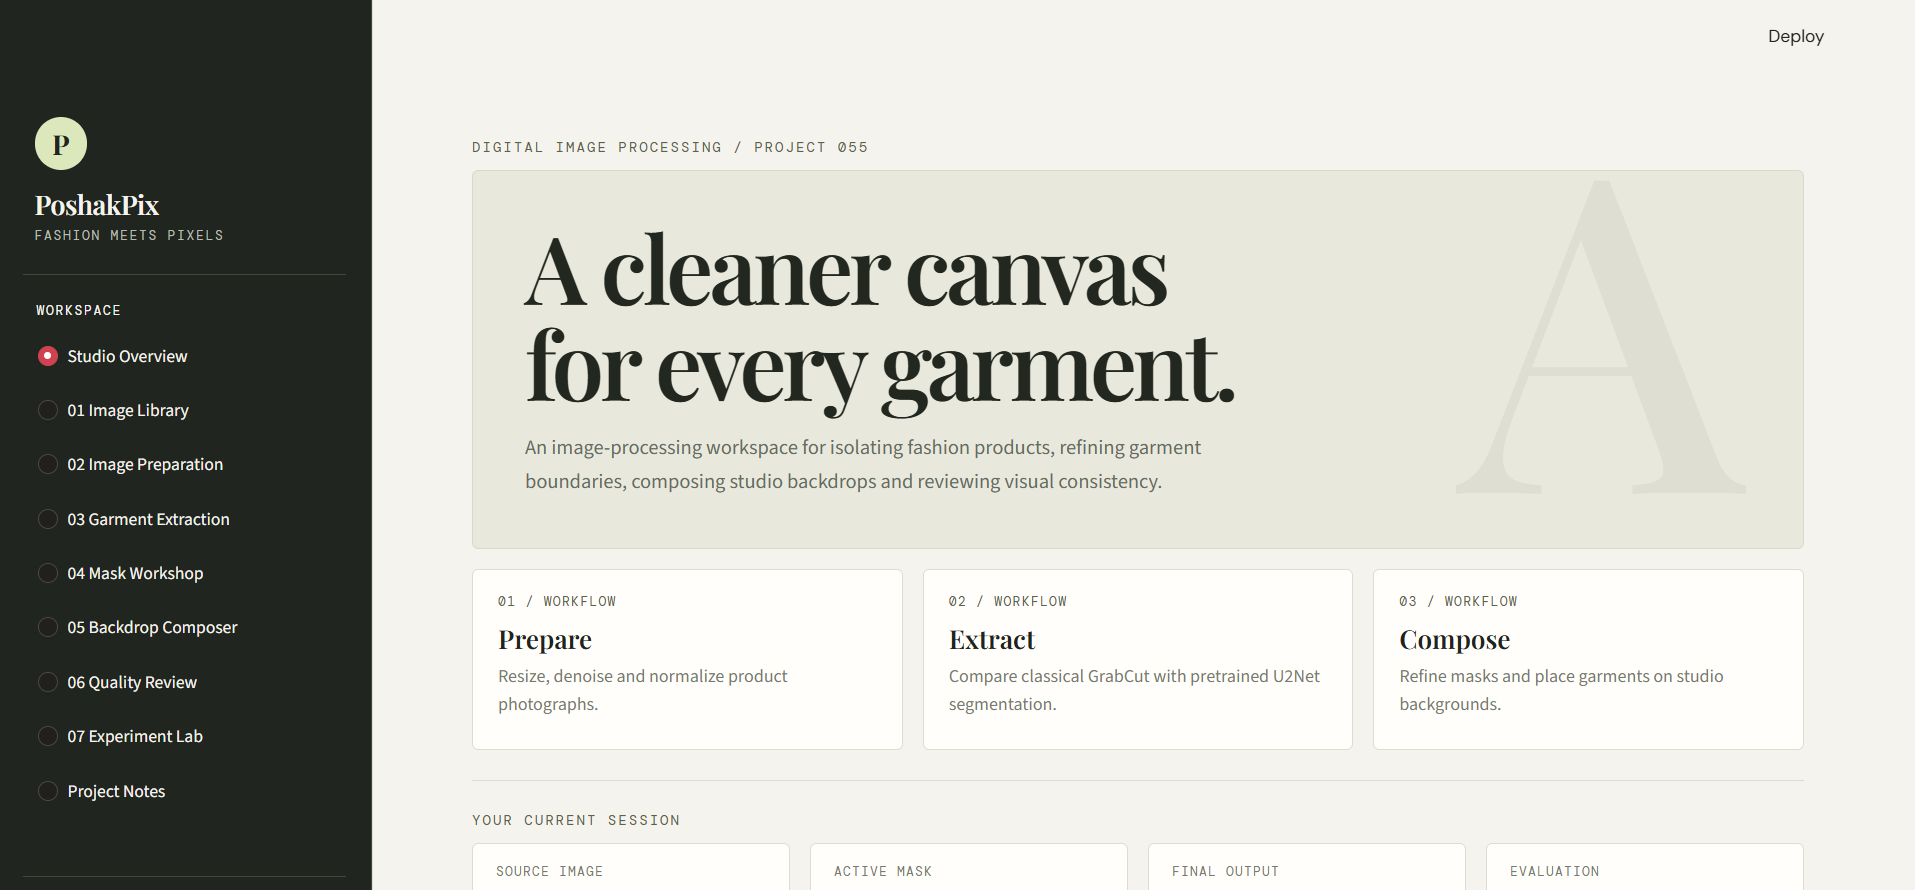 P
PoshakPix
FASHION MEETS PIXELS
WORKSPACE
Studio Overview
01 Image Library
02 Image Preparation
03 Garment Extraction
04 Mask Workshop
05 Backdrop Composer
06 Quality Review
07 Experiment Lab
Project Notes
Deploy
DIGITAL IMAGE PROCESSING / PROJECT 055
A cleaner canvas
for every garment.
An image-processing workspace for isolating fashion products, refining garment
boundaries, composing studio backdrops and reviewing visual consistency.
A
01 / WORKFLOW
Prepare
Resize, denoise and normalize product
photographs.
02 / WORKFLOW
Extract
Compare classical GrabCut with pretrained U2Net
segmentation.
03 / WORKFLOW
Compose
Refine masks and place garments on studio
backgrounds.
YOUR CURRENT SESSION
SOURCE IMAGE
ACTIVE MASK
FINAL OUTPUT
EVALUATION